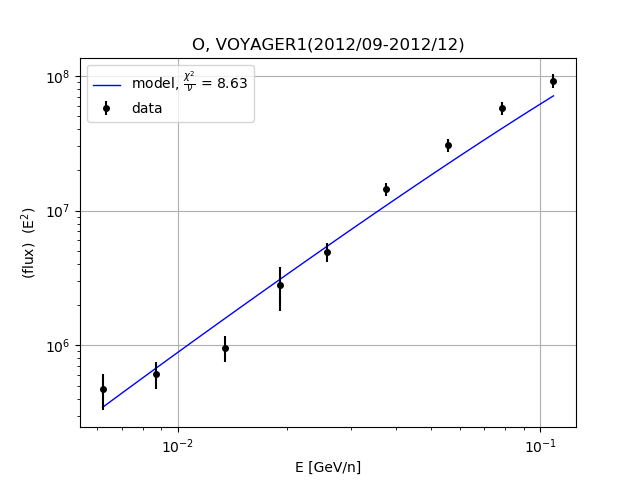 O, VOYAGER1(2012/09-2012/12)
model, χ²/ν = 8.63
data
10⁸
10⁷
10⁶
(flux) (E²)
10⁻²
10⁻¹
E [GeV/n]